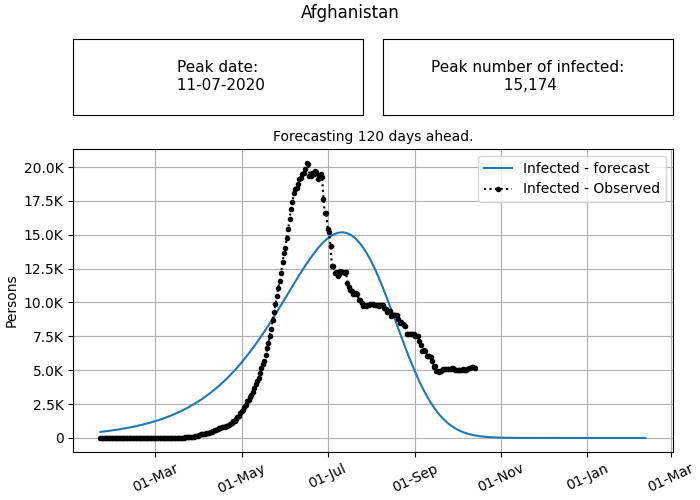 Afghanistan
Peak date:
11-07-2020
Peak number of infected:
15,174
Forecasting 120 days ahead.
Infected - forecast
Infected - Observed
Persons
20.0K
17.5K
15.0K
12.5K
10.0K
7.5K
5.0K
2.5K
0
01-Mar
01-May
01-Jul
01-Sep
01-Nov
01-Jan
01-Mar